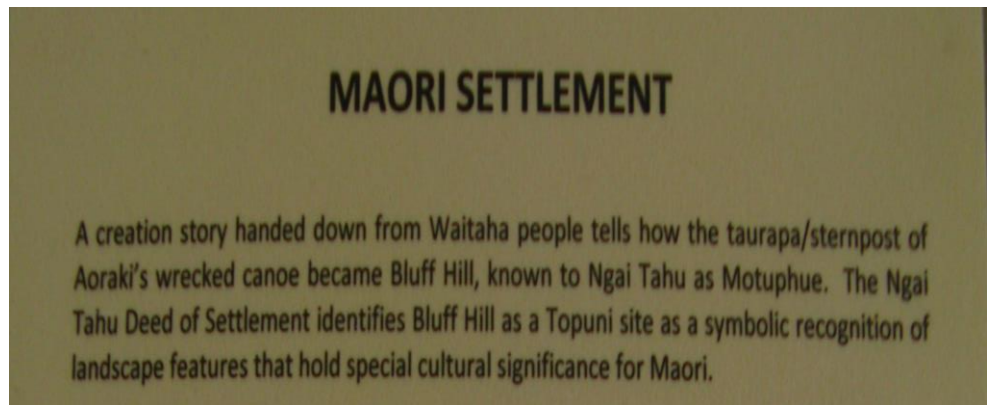 MAORI SETTLEMENT
A creation story handed down from Waitaha people tells how the taurapa/sternpost of
Aoraki's wrecked canoe became Bluff Hill, known to Ngai Tahu as Motuphue. The Ngai
Tahu Deed of Settlement identifies Bluff Hill as a Topuni site as a symbolic recognition of
landscape features that hold special cultural significance for Maori.